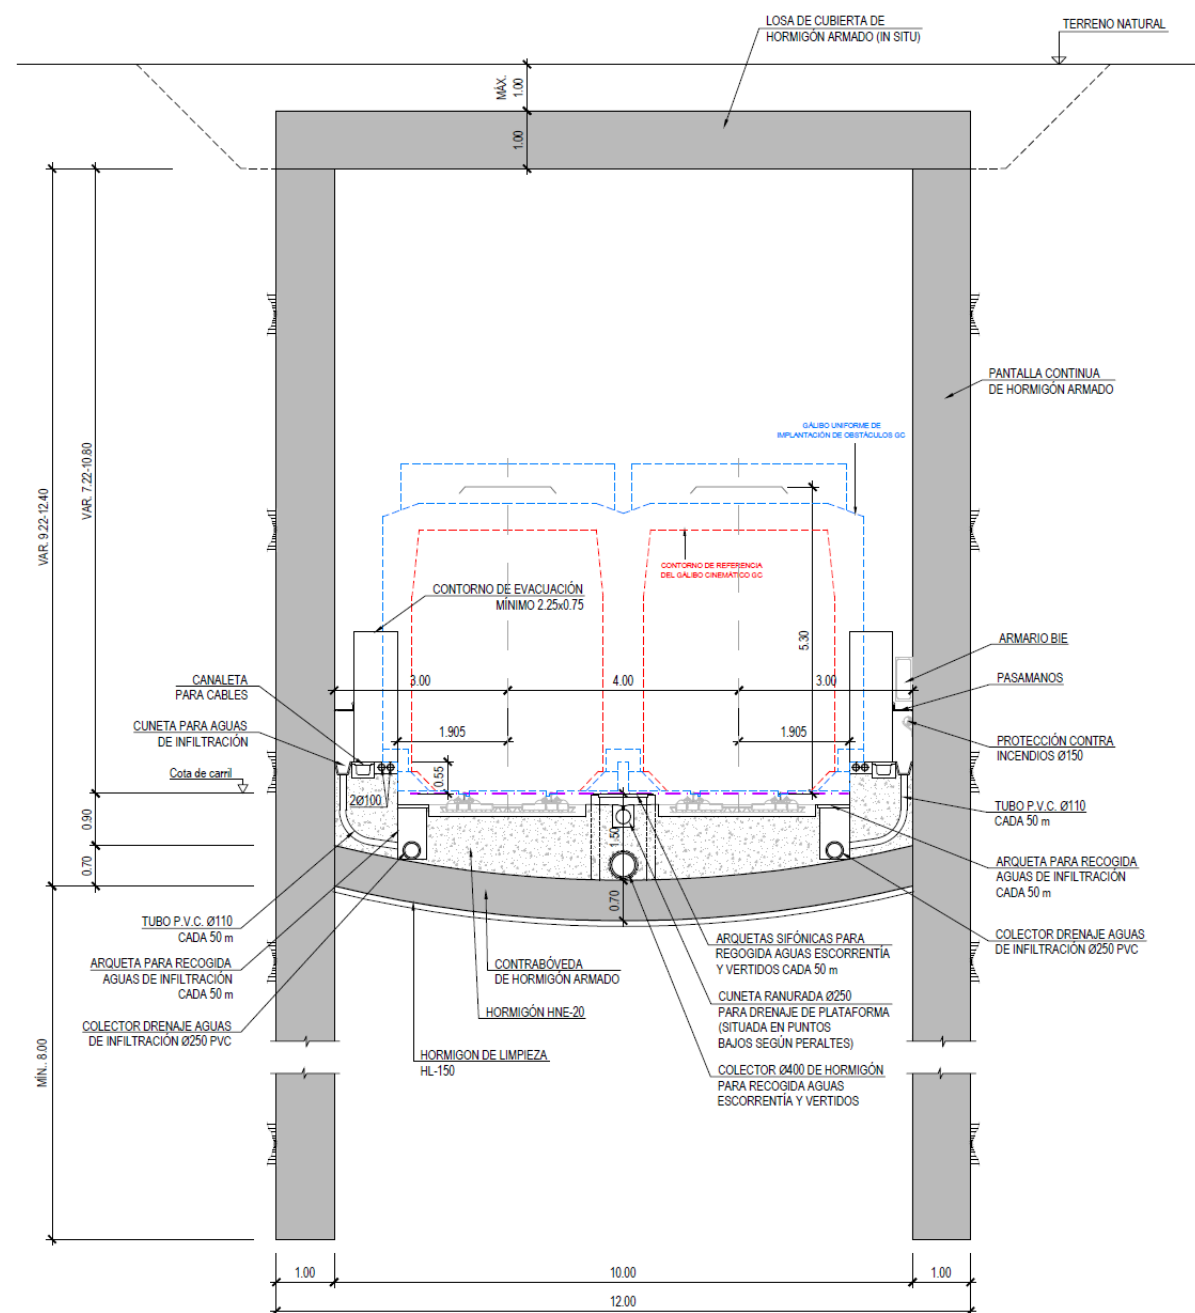 LOSA DE CUBIERTA DE
HORMIGÓN ARMADO (IN SITU)
TERRENO NATURAL
MÁX.
1.00
1.00
PANTALLA CONTINUA
DE HORMIGÓN ARMADO
GÁLIBO UNIFORME DE
IMPLANTACIÓN DE OBSTÁCULOS GC
VAR. 7.22-10.80
VAR. 9.22-12.40
CONTORNO DE REFERENCIA
DEL GÁLIBO CINEMÁTICO GC
CONTORNO DE EVACUACIÓN
MÍNIMO 2.25x0.75
5.30
ARMARIO BIE
CANALETA
PARA CABLES
3.00
4.00
3.00
PASAMANOS
CUNETA PARA AGUAS
DE INFILTRACIÓN
1.905
1.905
PROTECCIÓN CONTRA
INCENDIOS Ø150
Cota de carril
0.55
2Ø100
TUBO P.V.C. Ø110
CADA 50 m
0.90
1.50
0.70
ARQUETA PARA RECOGIDA
AGUAS DE INFILTRACIÓN
CADA 50 m
0.70
TUBO P.V.C. Ø110
CADA 50 m
COLECTOR DRENAJE AGUAS
DE INFILTRACIÓN Ø250 PVC
ARQUETAS SIFÓNICAS PARA
REGOGIDA AGUAS ESCORRENTÍA
Y VERTIDOS CADA 50 m
ARQUETA PARA RECOGIDA
AGUAS DE INFILTRACIÓN
CADA 50 m
CONTRABÓVEDA
DE HORMIGÓN ARMADO
CUNETA RANURADA Ø250
PARA DRENAJE DE PLATAFORMA
(SITUADA EN PUNTOS
BAJOS SEGÚN PERALTES)
HORMIGÓN HNE-20
COLECTOR DRENAJE AGUAS
DE INFILTRACIÓN Ø250 PVC
HORMIGON DE LIMPIEZA
HL-150
COLECTOR Ø400 DE HORMIGÓN
PARA RECOGIDA AGUAS
ESCORRENTÍA Y VERTIDOS
MÍN. 8.00
1.00
10.00
1.00
12.00